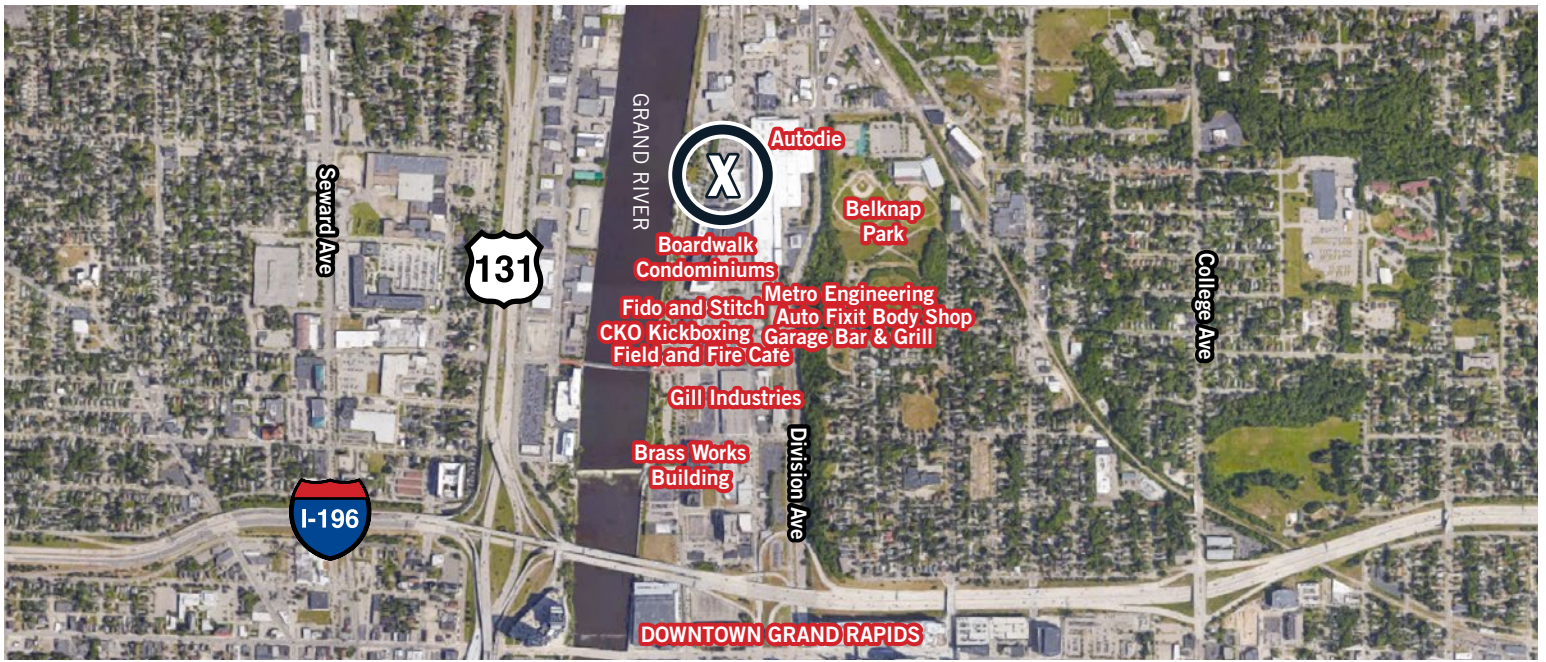 GRAND RIVER
X
Autodie
Seward Ave
Belknap
Park
131
Boardwalk
Condominiums
College Ave
Metro Engineering
Fido and Stitch
Auto Fixit Body Shop
CKO Kickboxing
Garage Bar & Grill
Field and Fire Café
Gill Industries
Division Ave
Brass Works
Building
I-196
DOWNTOWN GRAND RAPIDS